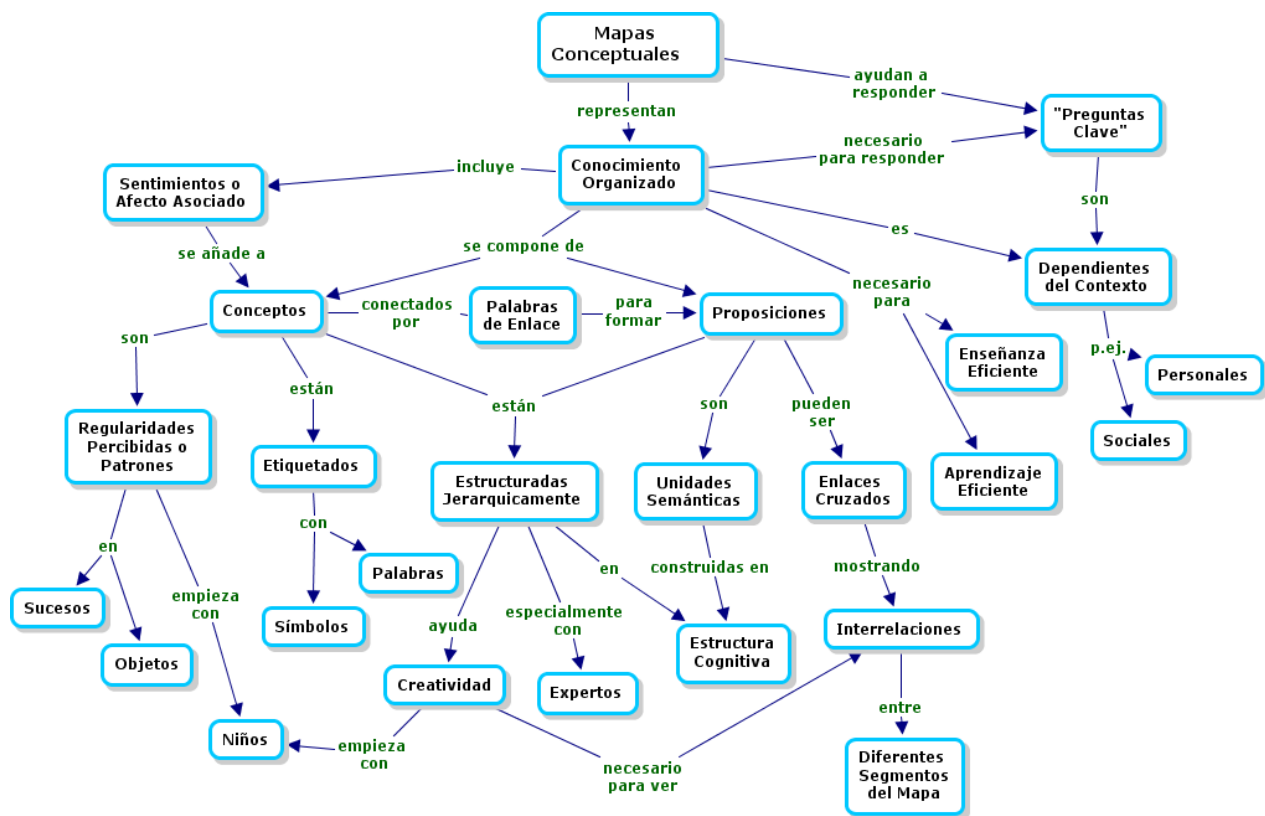 Mapas
Conceptuales
ayudan a
responder
representan
"Preguntas
Clave"
necesario
para responder
incluye
Conocimiento
Organizado
Sentimientos o
Afecto Asociado
son
es
se añade a
se compone de
Dependientes
del Contexto
necesario
para
Conceptos
conectados
por
Palabras
de Enlace
para
formar
Proposiciones
son
Enseñanza
Eficiente
p.ej.
Personales
están
son
pueden
ser
están
Regularidades
Percibidas o
Patrones
Sociales
Etiquetados
Estructuradas
Jerarquicamente
Unidades
Semánticas
Enlaces
Cruzados
Aprendizaje
Eficiente
con
en
Palabras
en
construidas en
mostrando
Sucesos
empieza
con
Símbolos
ayuda
especialmente
con
Interrelaciones
Objetos
Estructura
Cognitiva
Creatividad
Expertos
entre
Niños
empieza
con
necesario
para ver
Diferentes
Segmentos
del Mapa